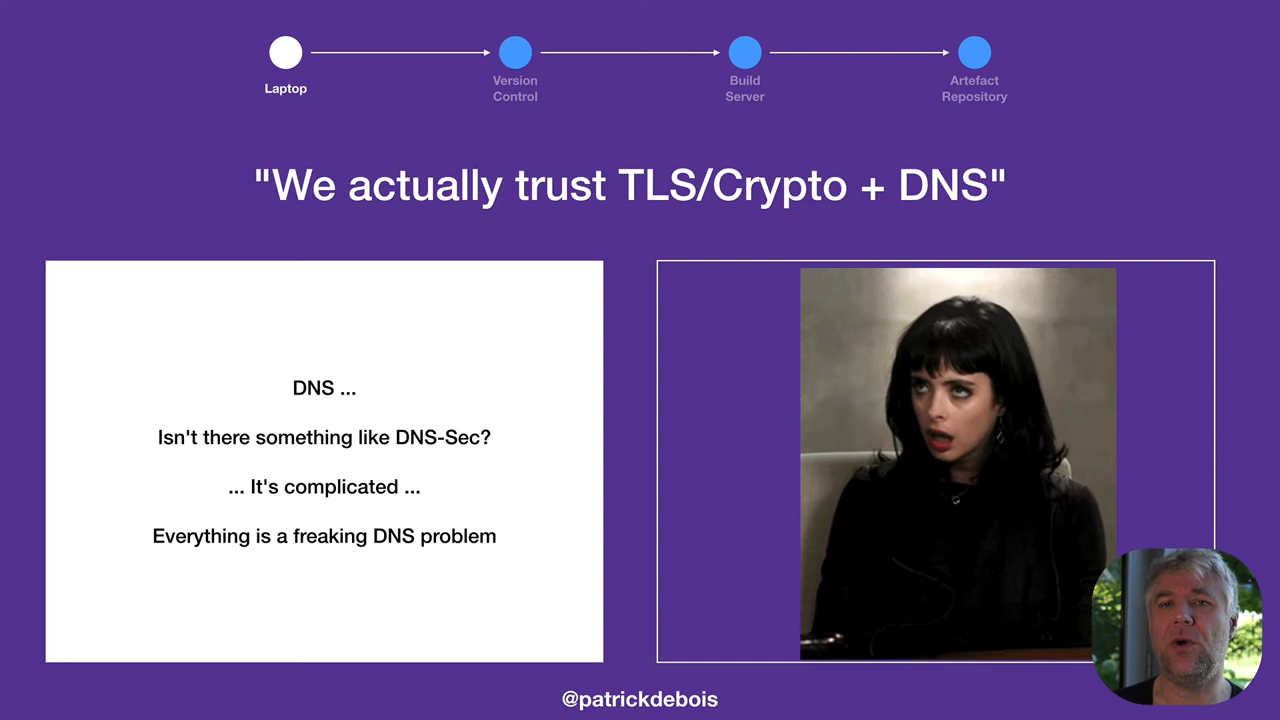 Laptop
Version
Control
Build
Server
Artefact
Repository
"We actually trust TLS/Crypto + DNS"
DNS ...
Isn't there something like DNS-Sec?
... It's complicated ...
Everything is a freaking DNS problem
@patrickdebois